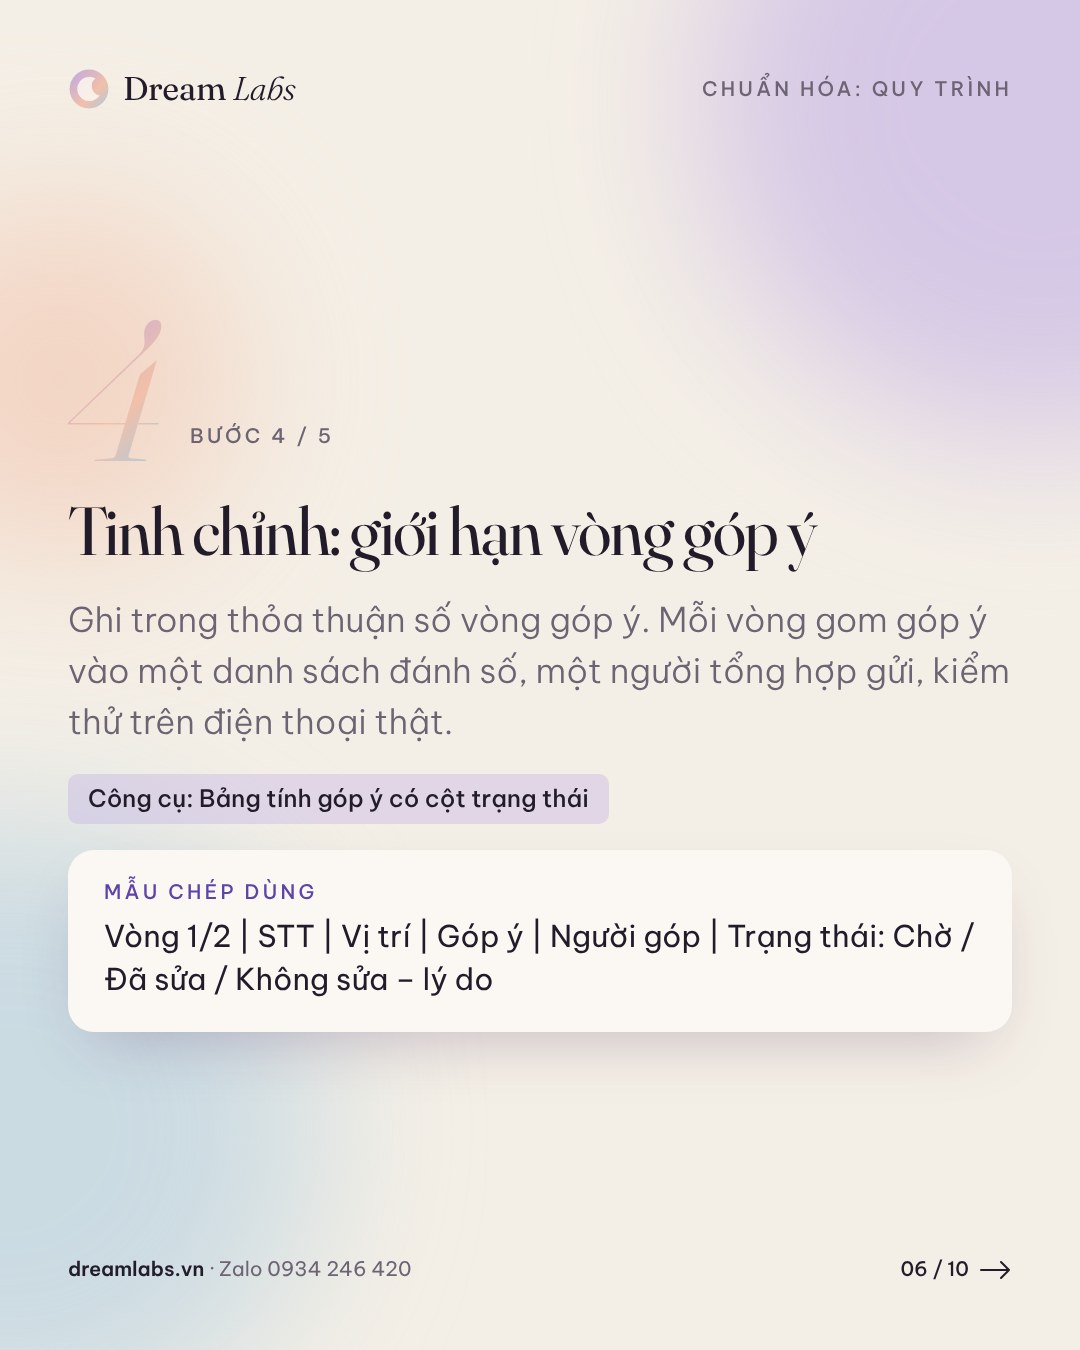 Dream Labs
CHUẨN HÓA: QUY TRÌNH
4
BƯỚC 4 / 5
Tinh chỉnh: giới hạn vòng góp ý
Ghi trong thỏa thuận số vòng góp ý. Mỗi vòng gom góp ý
vào một danh sách đánh số, một người tổng hợp gửi, kiểm
thử trên điện thoại thật.
Công cụ: Bảng tính góp ý có cột trạng thái
MẪU CHÉP DÙNG
Vòng 1/2 | STT | Vị trí | Góp ý | Người góp | Trạng thái: Chờ /
Đã sửa / Không sửa – lý do
dreamlabs.vn · Zalo 0934 246 420
06 / 10 →